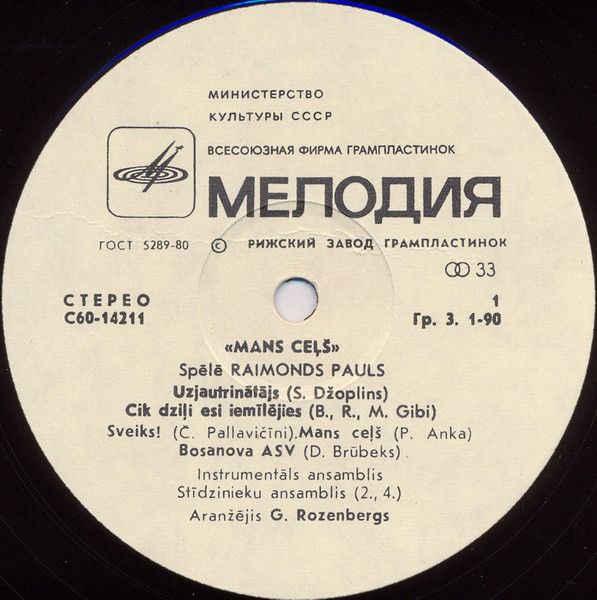 МИНИСТЕРСТВО
КУЛЬТУРЫ СССР
ВСЕСОЮЗНАЯ ФИРМА ГРАМПЛАСТИНОК
МЕЛОДИЯ
ГОСТ 5289-80 © РИЖСКИЙ ЗАВОД ГРАМПЛАСТИНОК
33
СТЕРЕО 1
С60-14211 Гр. 3. 1-90
«MANS CEĻŠ»
Spēlē RAIMONDS PAULS
Uzjautrinātājs (S. Džoplins)
Cik dziļi esi iemīlējies (B., R., M. Gibi)
Sveiks! (Č. Pallavičīni). Mans ceļš (P. Anka)
Bosanova ASV (D. Brūbeks).
Instrumentāls ansamblis
Stīdzinieku ansamblis (2., 4.)
Aranžējis G. Rozenbergs